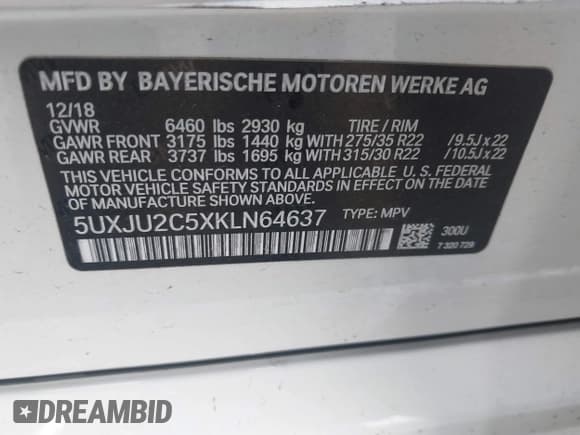 MFD BY BAYERISCHE MOTOREN WERKE AG
12/18
GVWR 6460 lbs 2930 kg TIRE / RIM
GAWR FRONT 3175 lbs 1440 kg WITH 275/35 R22 /9.5J x 22
GAWR REAR 3737 lbs 1695 kg WITH 315/30 R22 /10.5J x 22
THIS VEHICLE CONFORMS TO ALL APPLICABLE U. S. FEDERAL
MOTOR VEHICLE SAFETY STANDARDS IN EFFECT ON THE DATE OF
MANUFACTURE SHOWN ABOVE.
5UXJU2C5XKLN64637 TYPE: MPV
300U
7 320 729
DREAMBID